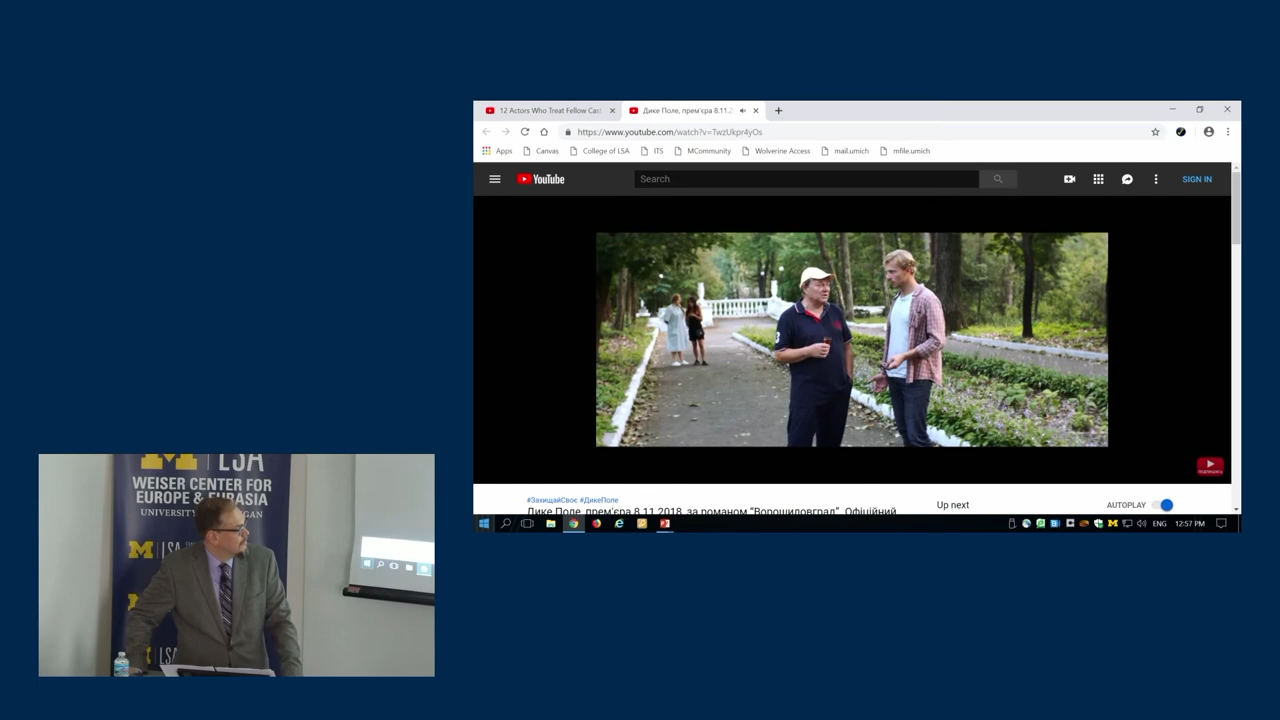 12 Actors Who Treat Fellow Cast
Дике Поле, прем'єра 8.11.2
https://www.youtube.com/watch?v=TwzUkpr4yOs
Apps Canvas College of LSA ITS MCommunity Wolverine Access mail.umich mfile.umich
YouTube
Search
SIGN IN
#ЗахищайСвоє #ДикеПоле
Дике Поле, прем'єра 8.11.2018, за романом “Ворошиловград”. Офіційний
Up next
AUTOPLAY
ENG 12:57 PM
M LSA
WEISER CENTER FOR
EUROPE & EURASIA
UNIVERSITY GAN
M LSA
LSA